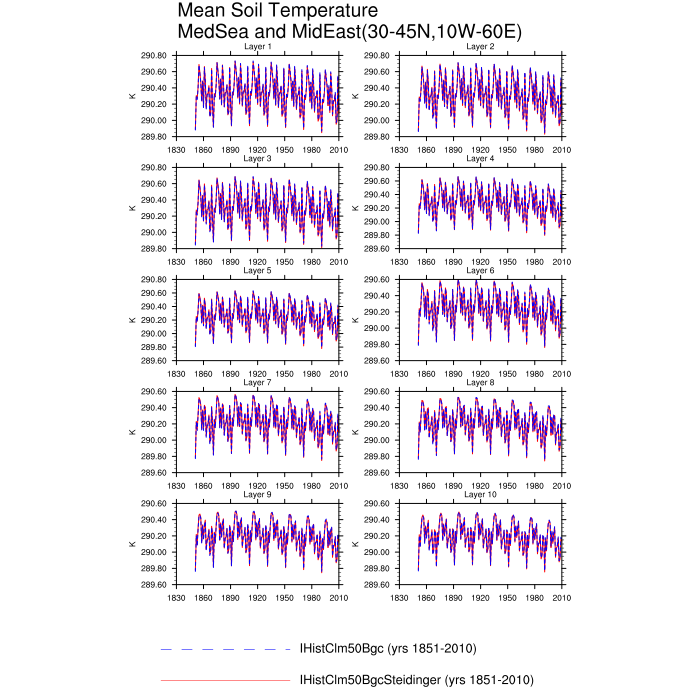 Mean Soil Temperature
MedSea and MidEast(30-45N,10W-60E)
Layer 1
290.80
290.60
290.40
290.20
290.00
289.80
K
1830 1860 1890 1920 1950 1980 2010
Layer 2
290.80
290.60
290.40
290.20
290.00
289.80
K
1830 1860 1890 1920 1950 1980 2010
Layer 3
290.80
290.60
290.40
290.20
290.00
289.80
K
1830 1860 1890 1920 1950 1980 2010
Layer 4
290.80
290.60
290.40
290.20
290.00
289.80
289.60
K
1830 1860 1890 1920 1950 1980 2010
Layer 5
290.80
290.60
290.40
290.20
290.00
289.80
289.60
K
1830 1860 1890 1920 1950 1980 2010
Layer 6
290.60
290.40
290.20
290.00
289.80
289.60
K
1830 1860 1890 1920 1950 1980 2010
Layer 7
290.60
290.40
290.20
290.00
289.80
289.60
K
1830 1860 1890 1920 1950 1980 2010
Layer 8
290.60
290.40
290.20
290.00
289.80
289.60
K
1830 1860 1890 1920 1950 1980 2010
Layer 9
290.60
290.40
290.20
290.00
289.80
289.60
K
1830 1860 1890 1920 1950 1980 2010
Layer 10
290.60
290.40
290.20
290.00
289.80
289.60
K
1830 1860 1890 1920 1950 1980 2010
IHistClm50Bgc (yrs 1851-2010)
IHistClm50BgcSteidinger (yrs 1851-2010)